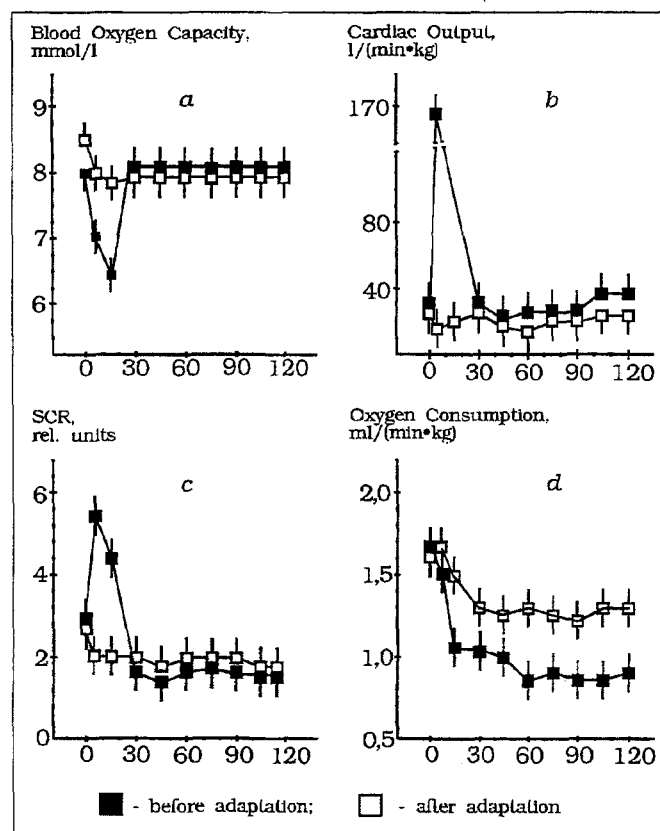 Blood Oxygen Capacity,
mmol/l
a
9
8
7
6
0 30 60 90 120
Cardiac Output,
l/(min•kg)
b
170
80
40
0 30 60 90 120
SCR,
rel. units
c
6
4
2
0
0 30 60 90 120
Oxygen Consumption,
ml/(min•kg)
d
2,0
1,5
1,0
0,5
0 30 60 90 120
- before adaptation; - after adaptation